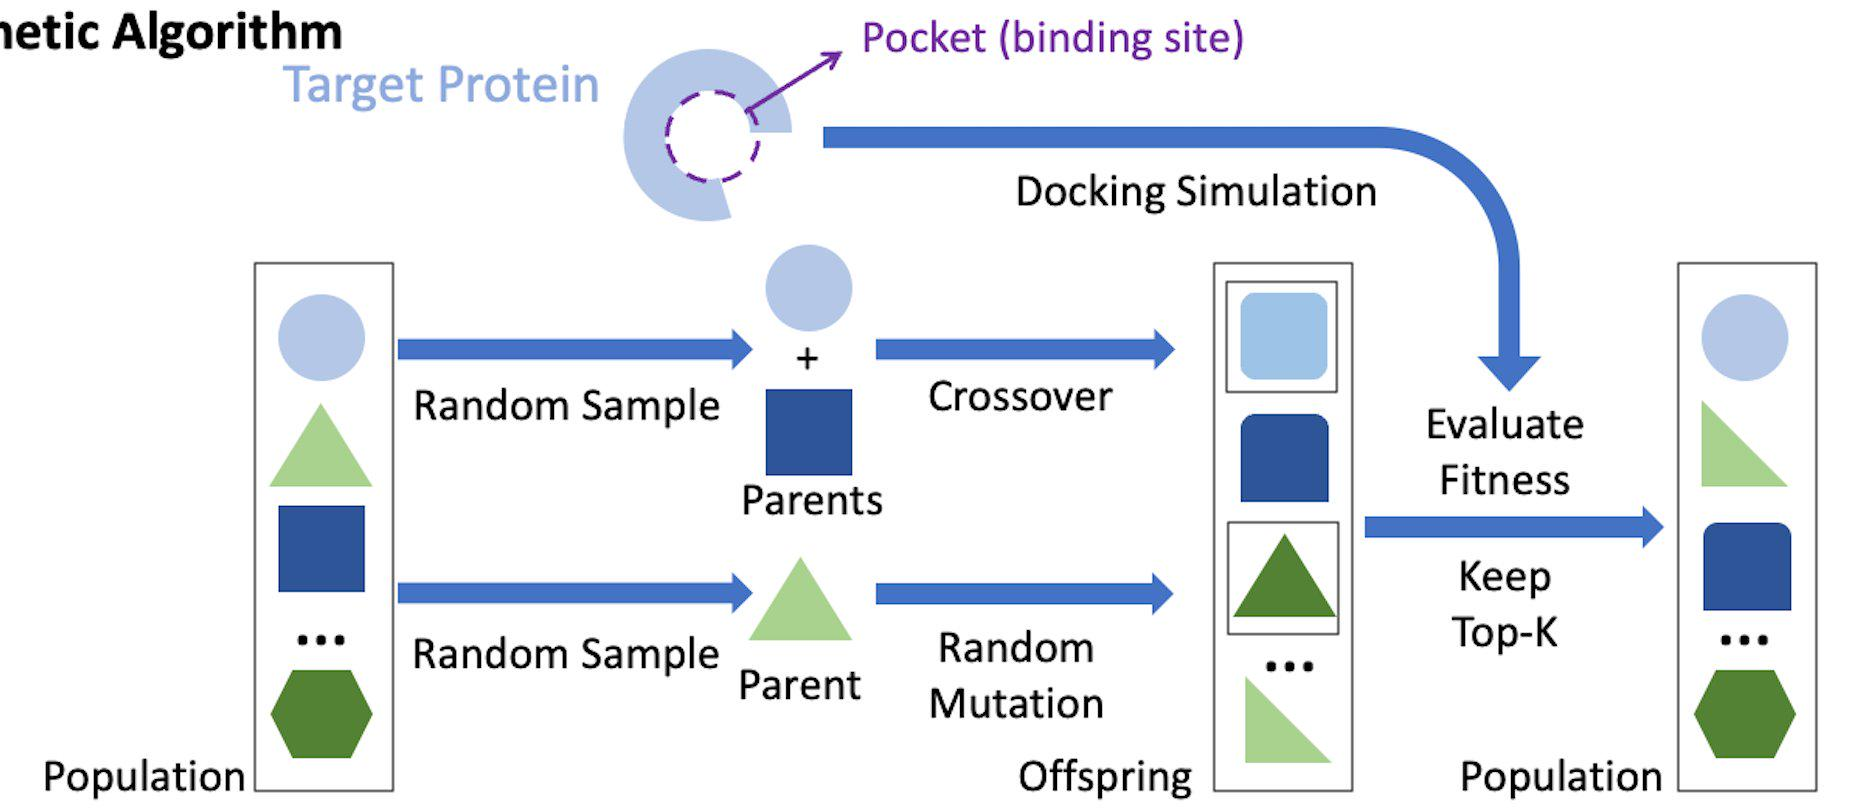 netic Algorithm
Target Protein
Pocket (binding site)
Docking Simulation
Random Sample
+
Parents
Crossover
Random Sample
Parent
Random
Mutation
Evaluate
Fitness
Keep
Top-K
...
...
...
Population
Offspring
Population